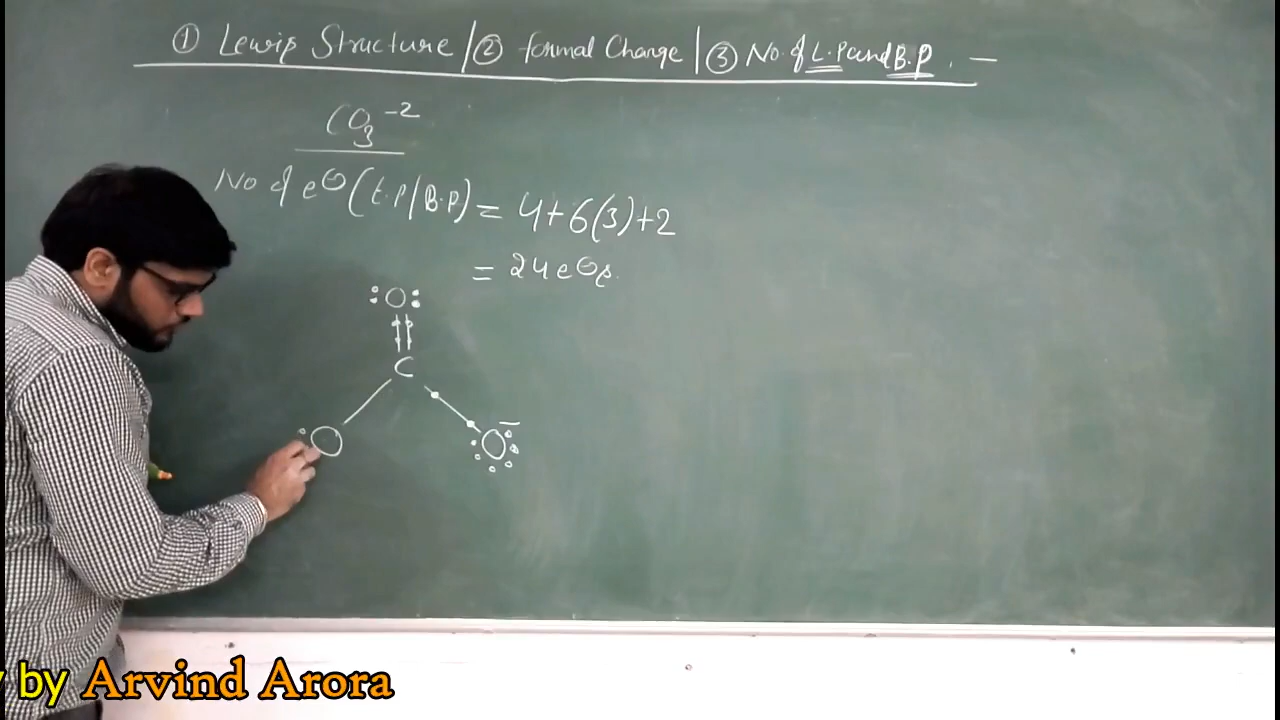 ① Lewis Structure / ② formal Charge | ③ No. of L.P and B.P. —
CO₃⁻²
No of e⊖ (L.P/B.P) = 4+6(3)+2
= 24 e⊖s.
:O:
||
C
O O⁻
y by Arvind Arora